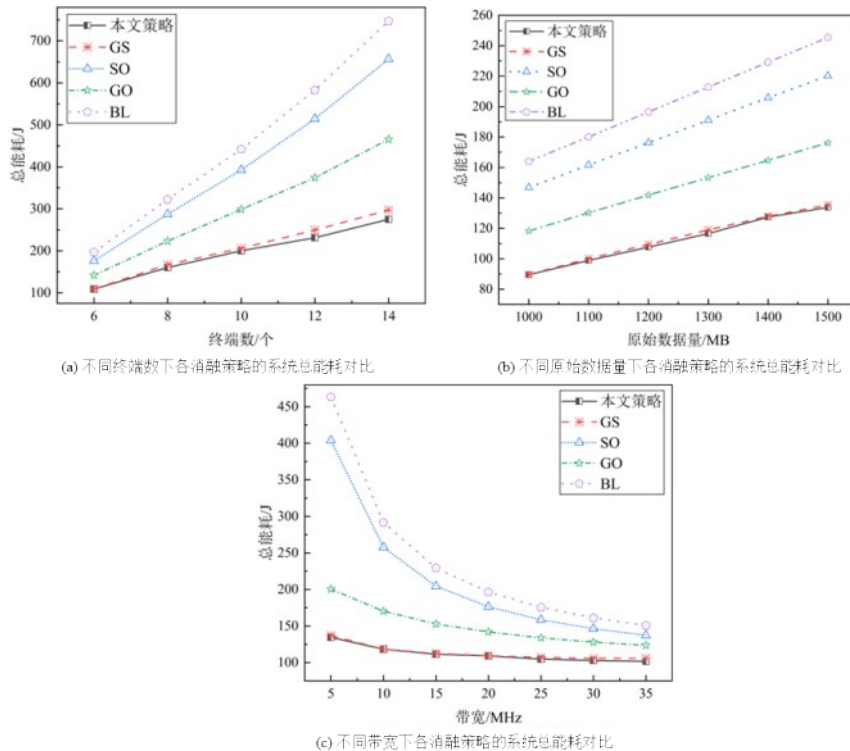 本文策略
GS
SO
GO
BL
总能耗/J
700
600
500
400
300
200
100
6 8 10 12 14
终端数/个
(a) 不同终端数下各消融策略的系统总能耗对比
本文策略
GS
SO
GO
BL
总能耗/J
260
240
220
200
180
160
140
120
100
80
1000 1100 1200 1300 1400 1500
原始数据量/MB
(b) 不同原始数据量下各消融策略的系统总能耗对比
本文策略
GS
SO
GO
BL
总能耗/J
450
400
350
300
250
200
150
100
5 10 15 20 25 30 35
带宽/MHz
(c) 不同带宽下各消融策略的系统总能耗对比